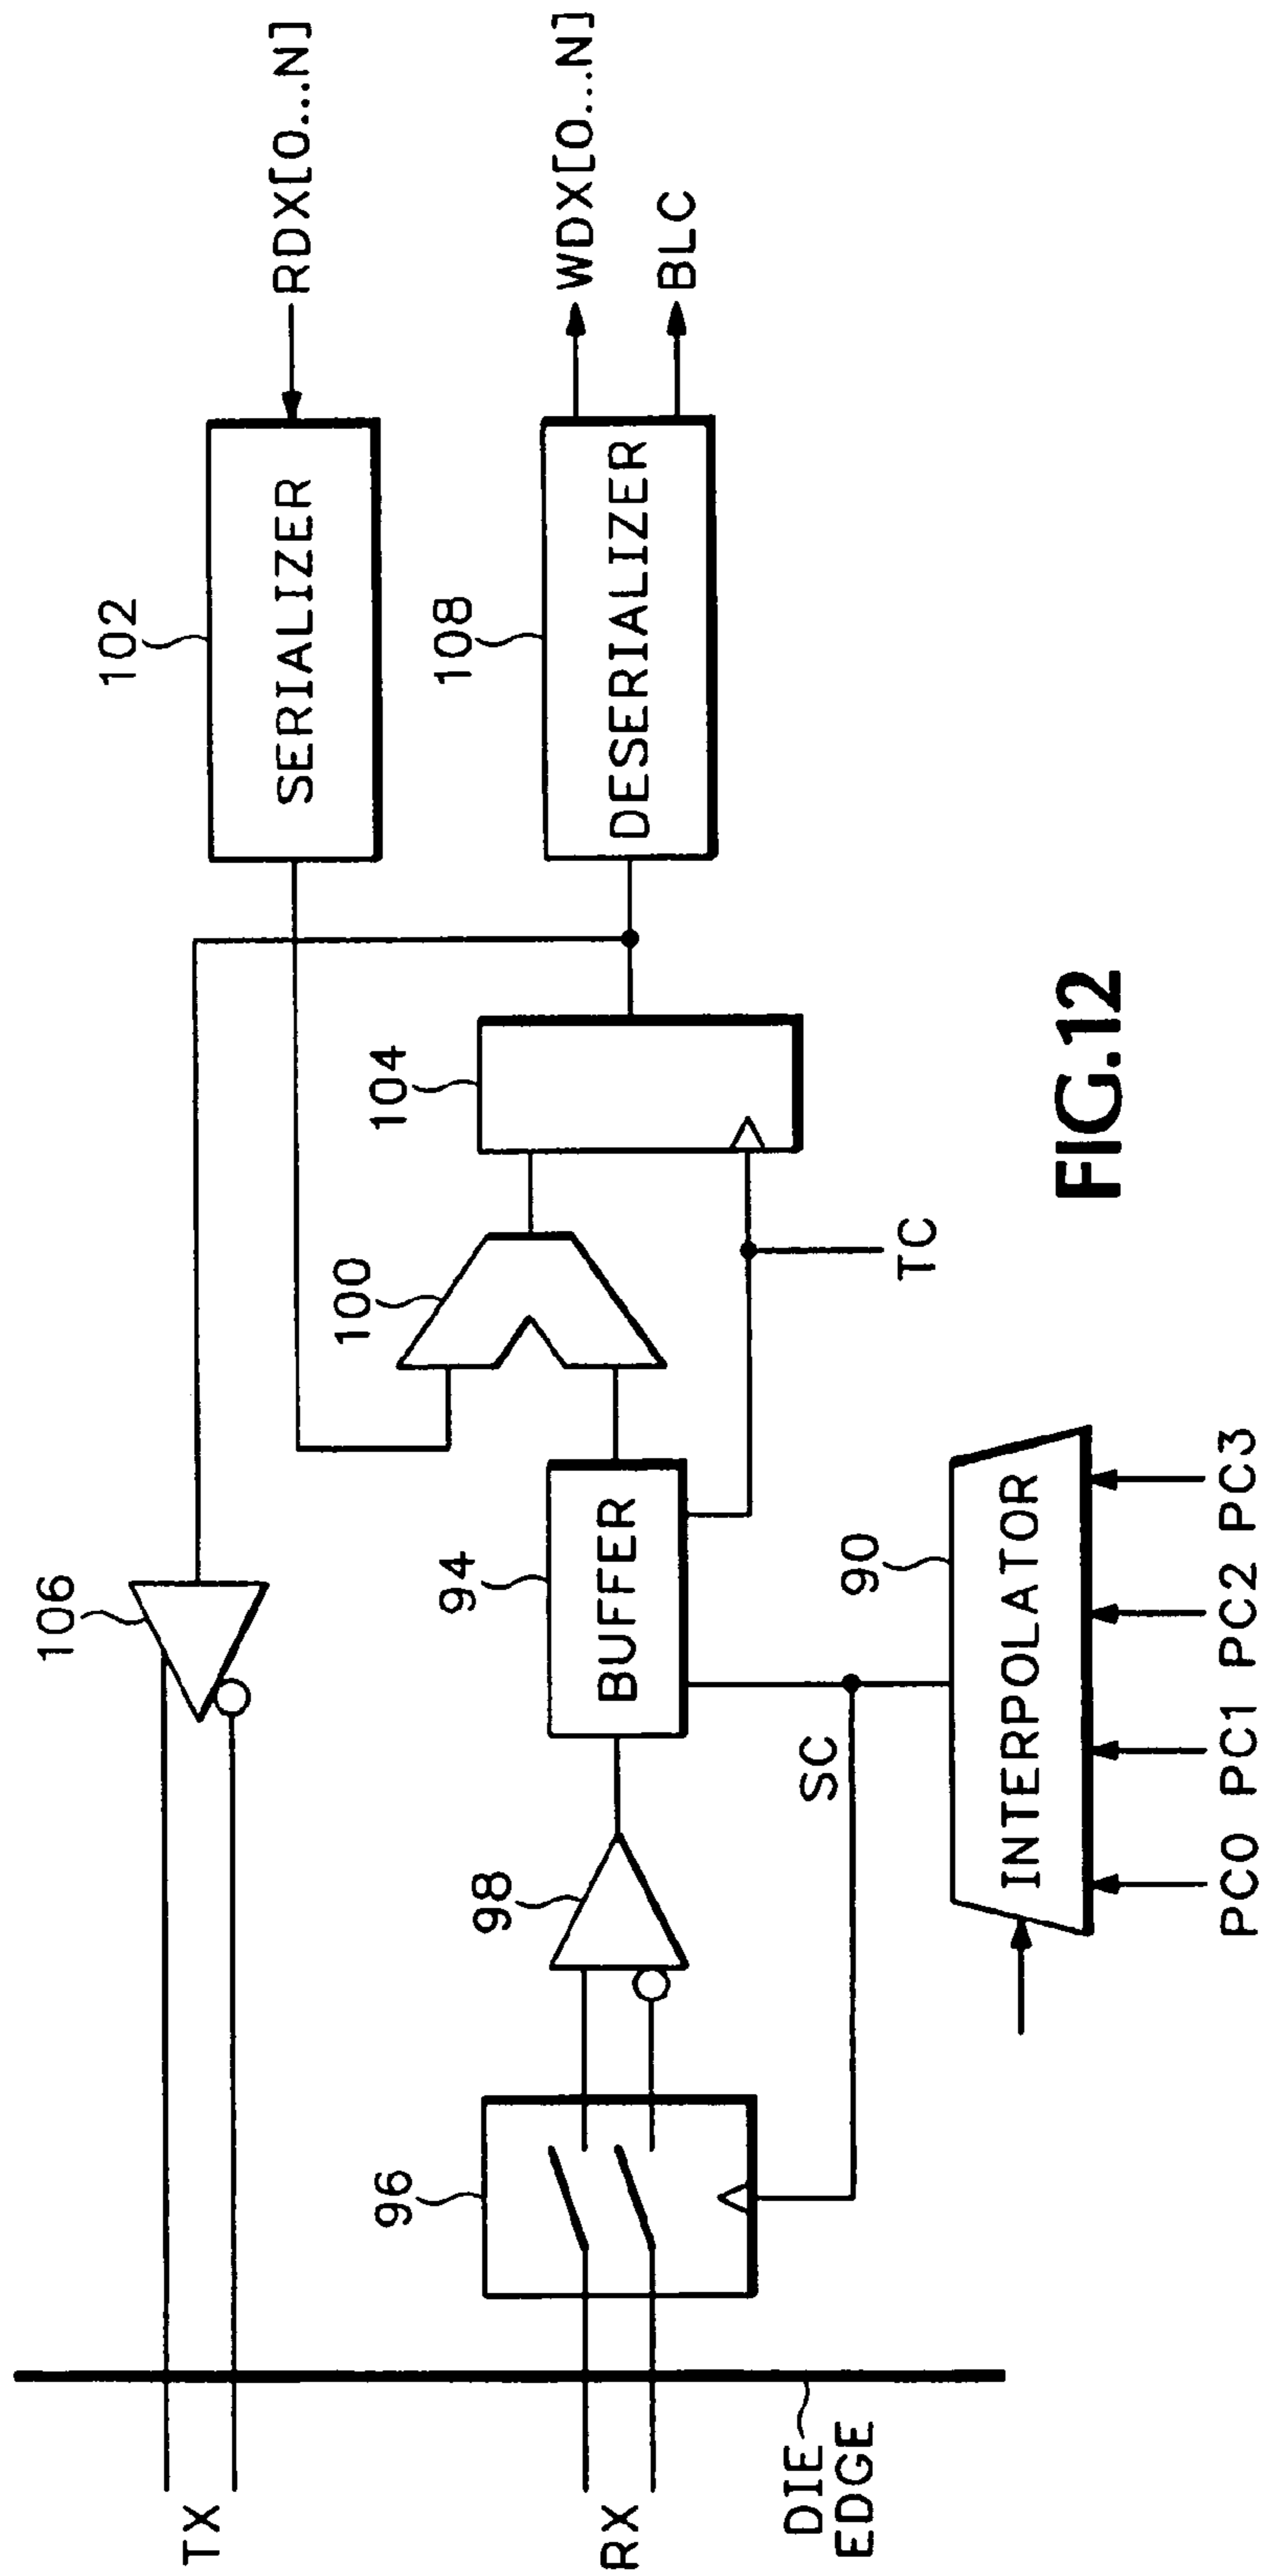 TX
106
102
SERIALIZER
RDX[0...N]
RX
96
98
94
BUFFER
100
104
108
DESERIALIZER
WDX[0...N]
BLC
DIE
EDGE
SC
TC
90
INTERPOLATOR
PC0 PC1 PC2 PC3
FIG.12